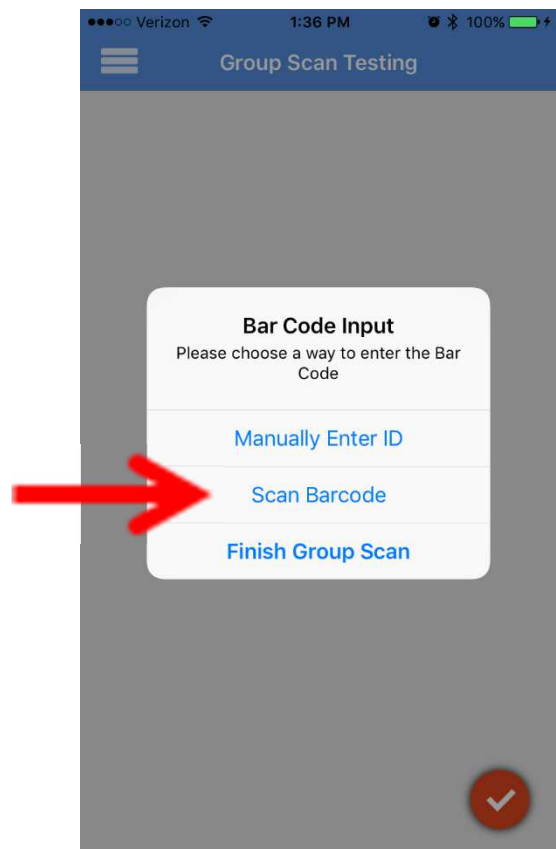 Verizon 1:36 PM 100%
Group Scan Testing
Bar Code Input
Please choose a way to enter the Bar
Code
Manually Enter ID
Scan Barcode
Finish Group Scan